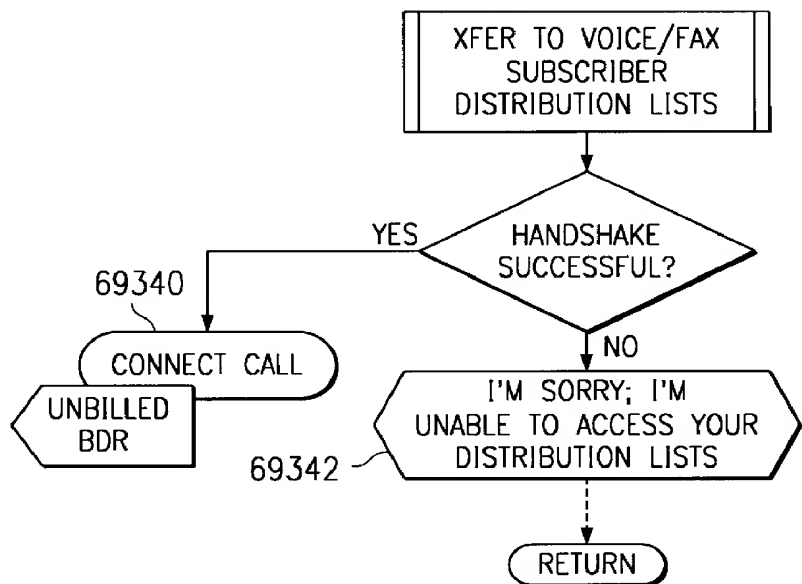 XFER TO VOICE/FAX
SUBSCRIBER
DISTRIBUTION LISTS
YES
HANDSHAKE
SUCCESSFUL?
69340
CONNECT CALL
NO
UNBILLED
BDR
I'M SORY; I'M
UNABLE TO ACCESS YOUR
DISTRIBUTION LISTS
69342
RETURN